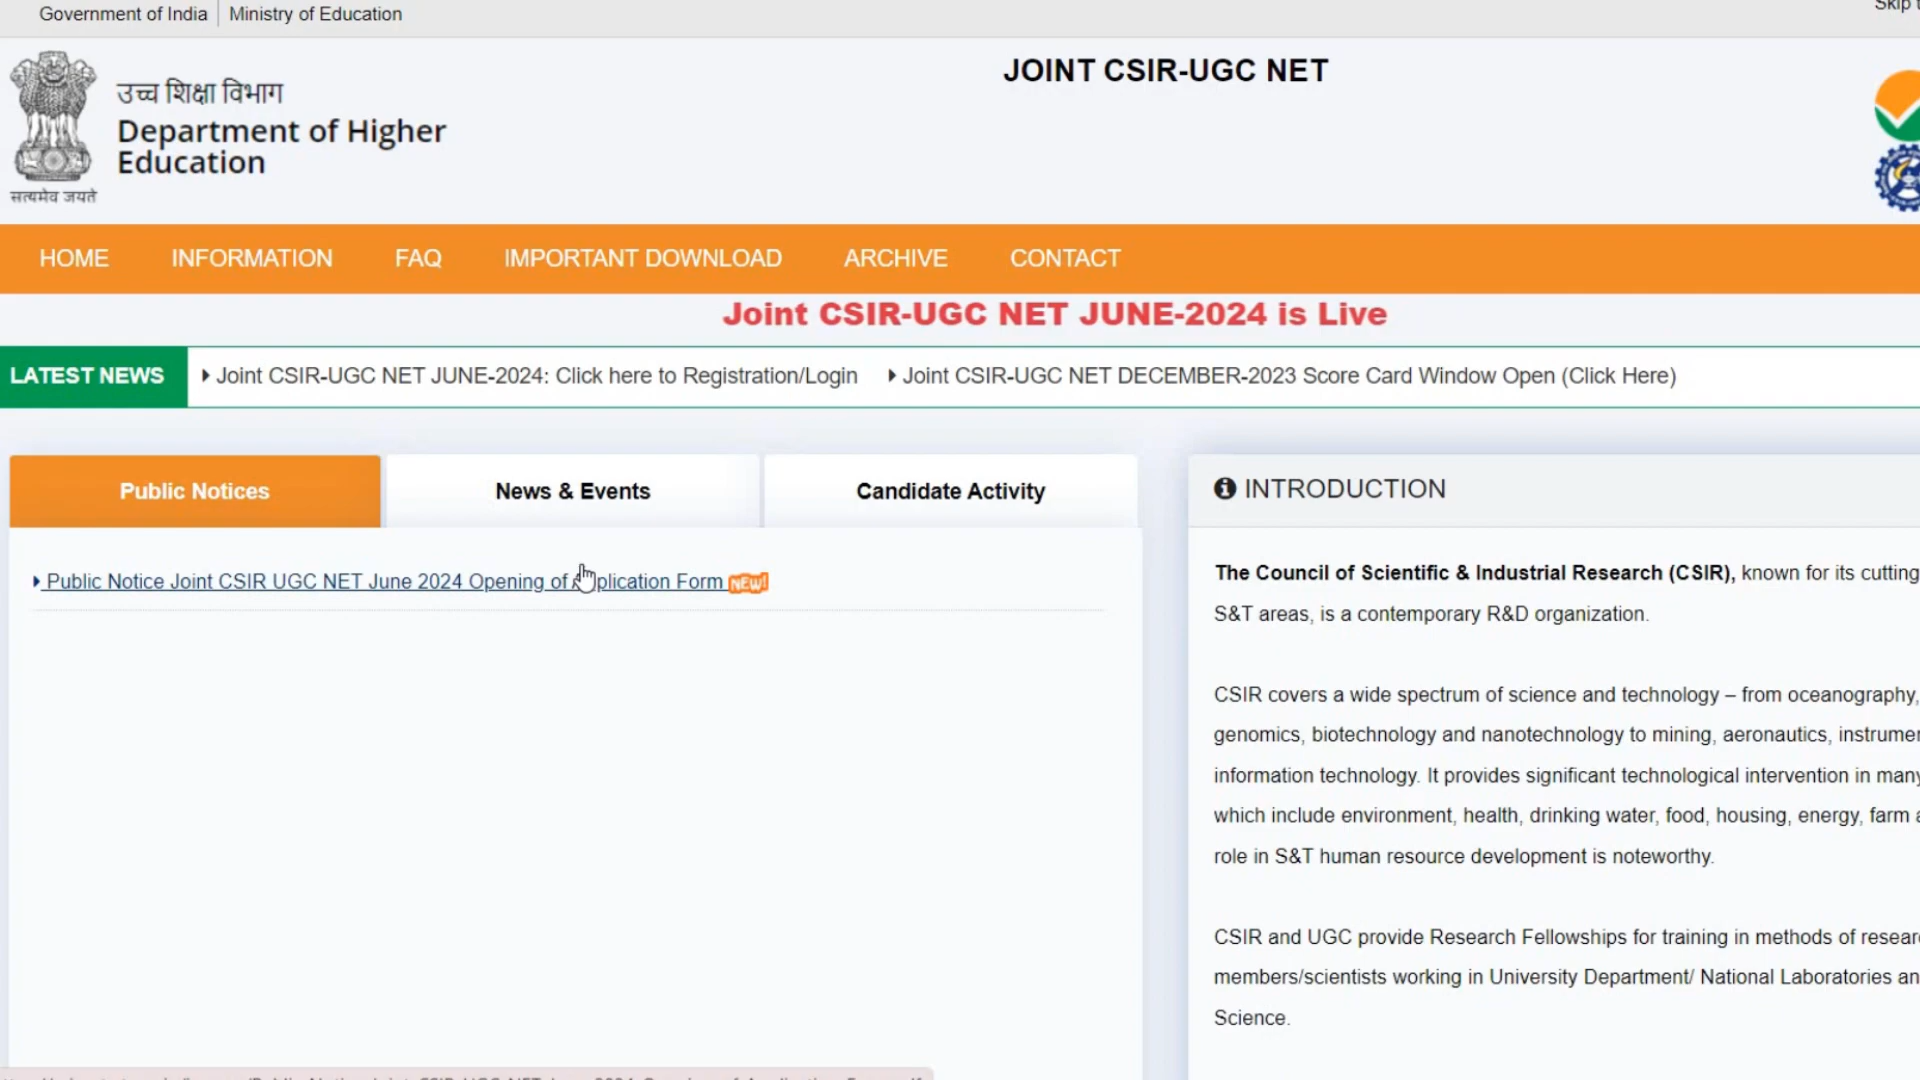 Government of India Ministry of Education
Skip
JOINT CSIR-UGC NET
उच्च शिक्षा विभाग
Department of Higher
Education
सत्यमेव जयते
HOME INFORMATION FAQ IMPORTANT DOWNLOAD ARCHIVE CONTACT
Joint CSIR-UGC NET JUNE-2024 is Live
LATEST NEWS Joint CSIR-UGC NET JUNE-2024: Click here to Registration/Login Joint CSIR-UGC NET DECEMBER-2023 Score Card Window Open (Click Here)
Public Notices News & Events Candidate Activity
Public Notice Joint CSIR UGC NET June 2024 Opening of Application Form NEW!
INTRODUCTION
The Council of Scientific & Industrial Research (CSIR), known for its cutting
S&T areas, is a contemporary R&D organization.
CSIR covers a wide spectrum of science and technology – from oceanography,
genomics, biotechnology and nanotechnology to mining, aeronautics,
information technology. It provides significant technological intervention in many
which include environment, health, drinking water, food, housing, energy, farm
role in S&T human resource development is noteworthy.
CSIR and UGC provide Research Fellowships for training in methods of
members/scientists working in University Department/ National Laboratories
Science.